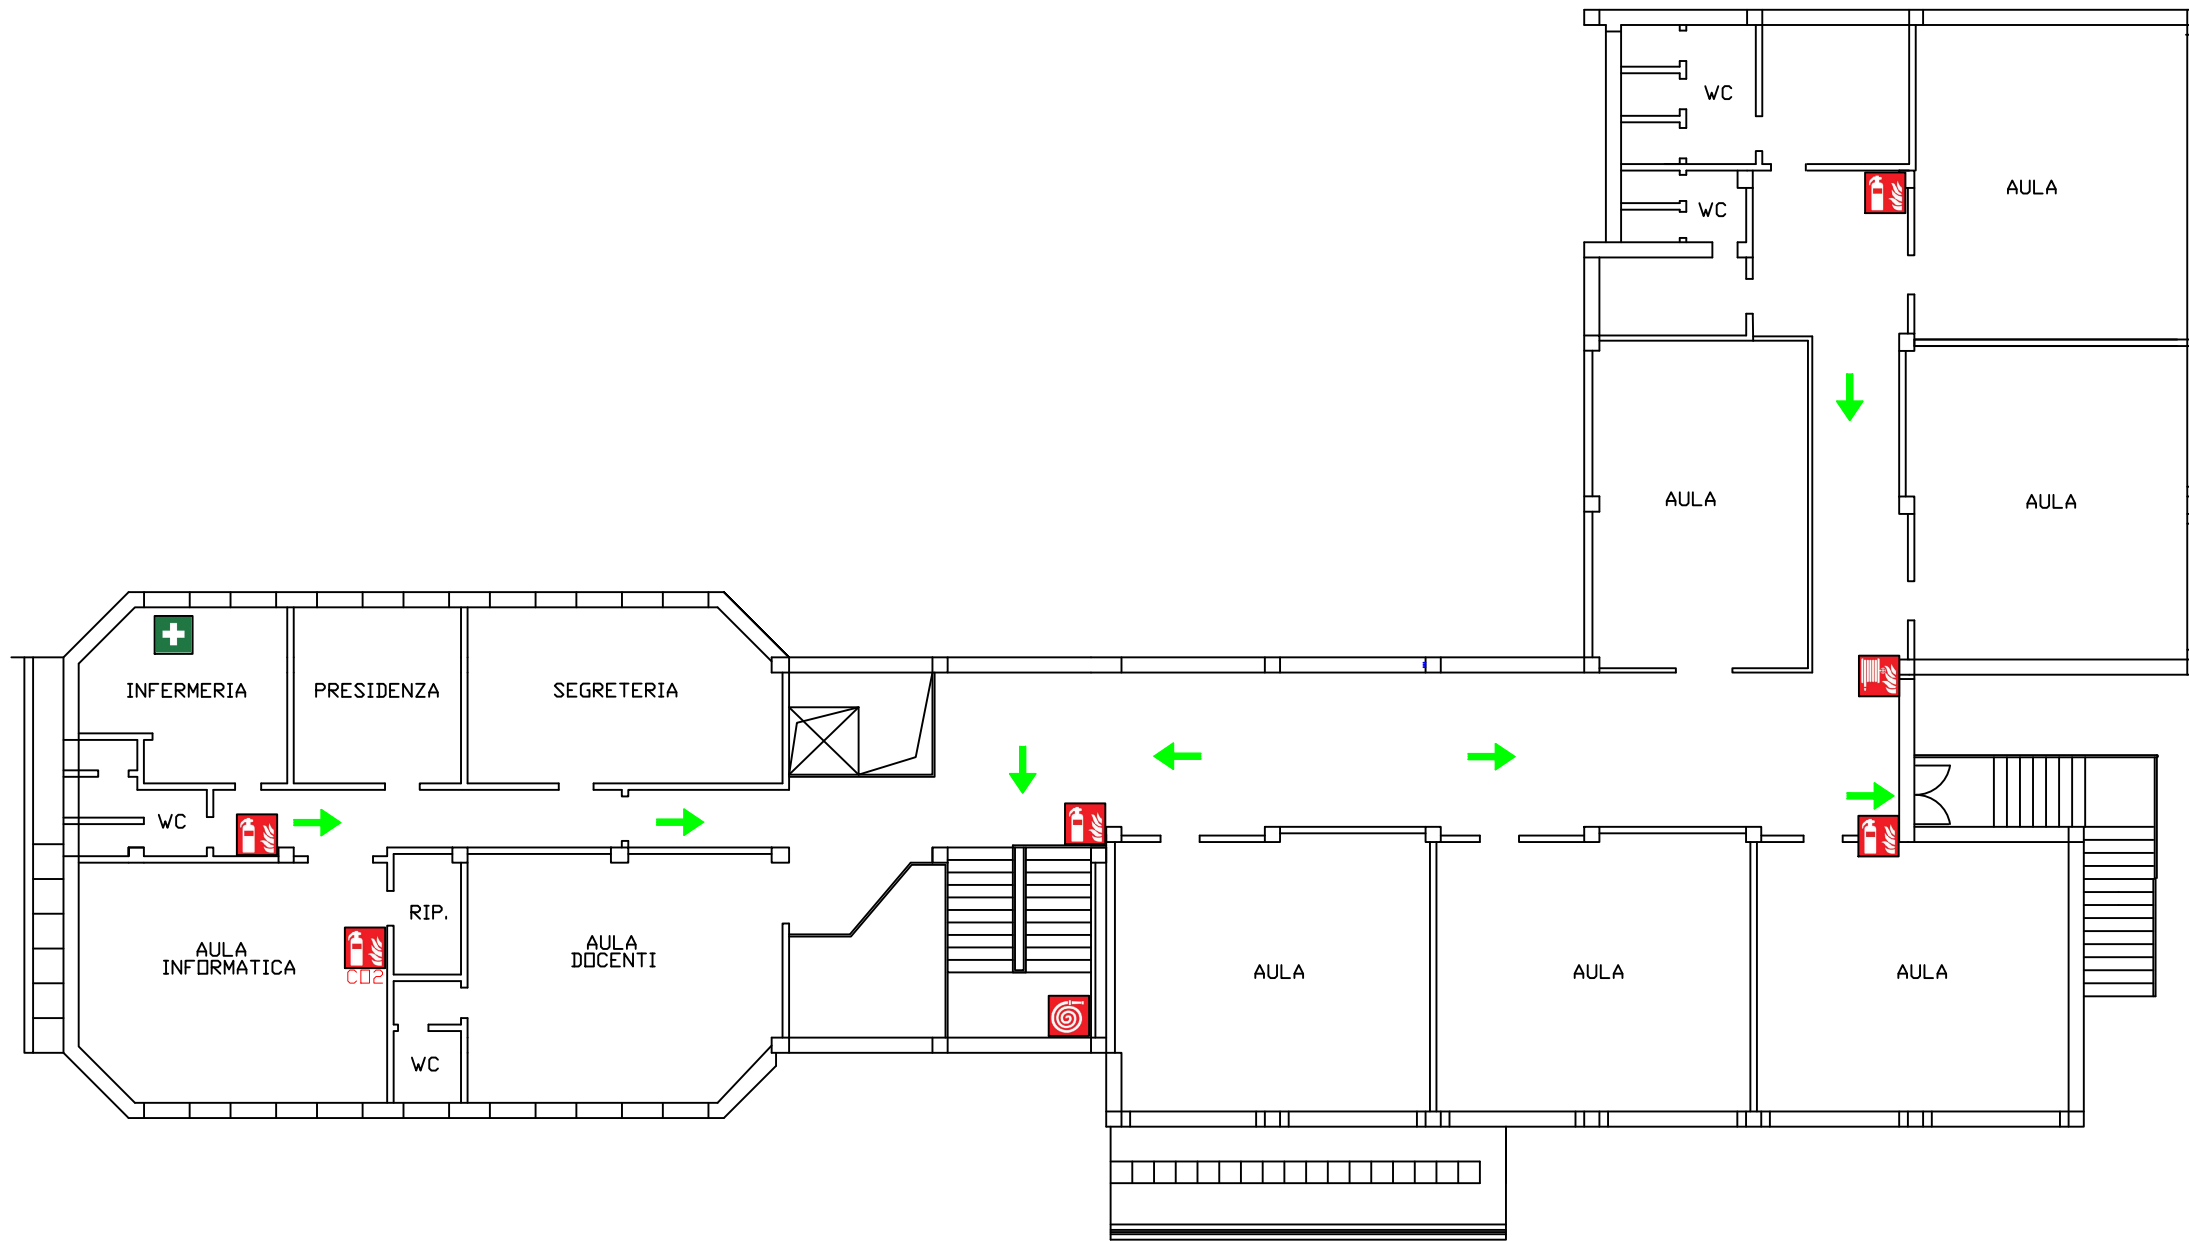 WC
AULA
WC
AULA
AULA
INFERMERIA
PRESIDENZA
SEGRETERIA
WC
RIP.
AULA
INFORMATICA
CO2
AULA
DOCENTI
AULA
AULA
AULA
WC